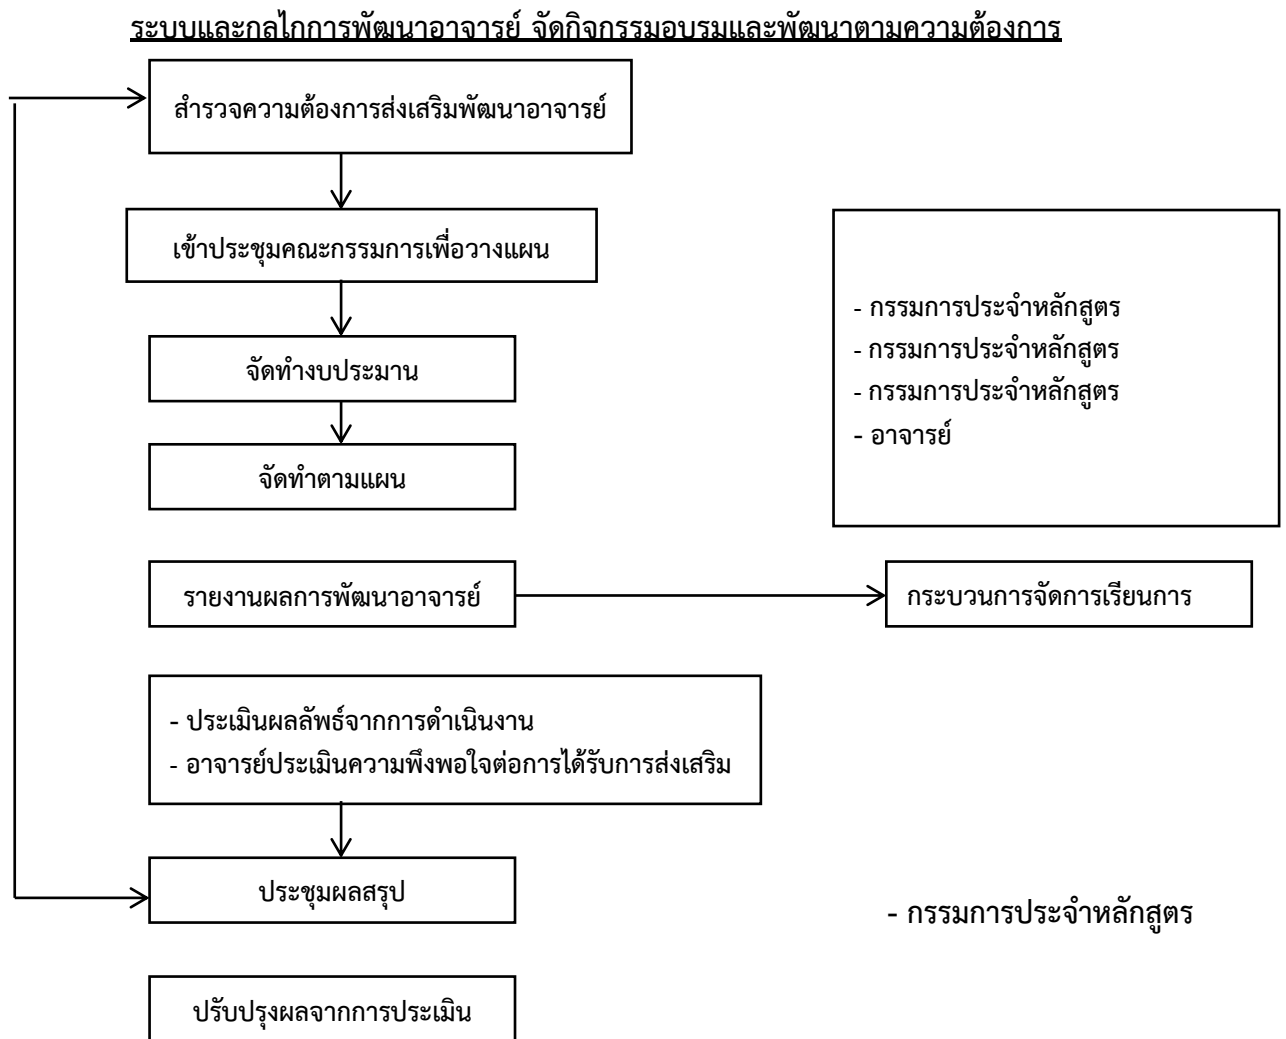 ระบบและกลไกการพัฒนาอาจารย์ จัดกิจกรรมอบรมและพัฒนาตามความต้องการ
สำรวจความต้องการส่งเสริมพัฒนาอาจารย์
เข้าประชุมคณะกรรมการเพื่อวางแผน
จัดทำงบประมาน
จัดทำตามแผน
- กรรมการประจำหลักสูตร
- กรรมการประจำหลักสูตร
- กรรมการประจำหลักสูตร
- อาจารย์
รายงานผลการพัฒนาอาจารย์
กระบวนการจัดการเรียนการ
- ประเมินผลลัพธ์จากการดำเนินงาน
- อาจารย์ประเมินความพึงพอใจต่อการได้รับการส่งเสริม
ประชุมผลสรุป
- กรรมการประจำหลักสูตร
ปรับปรุงผลจากการประเมิน